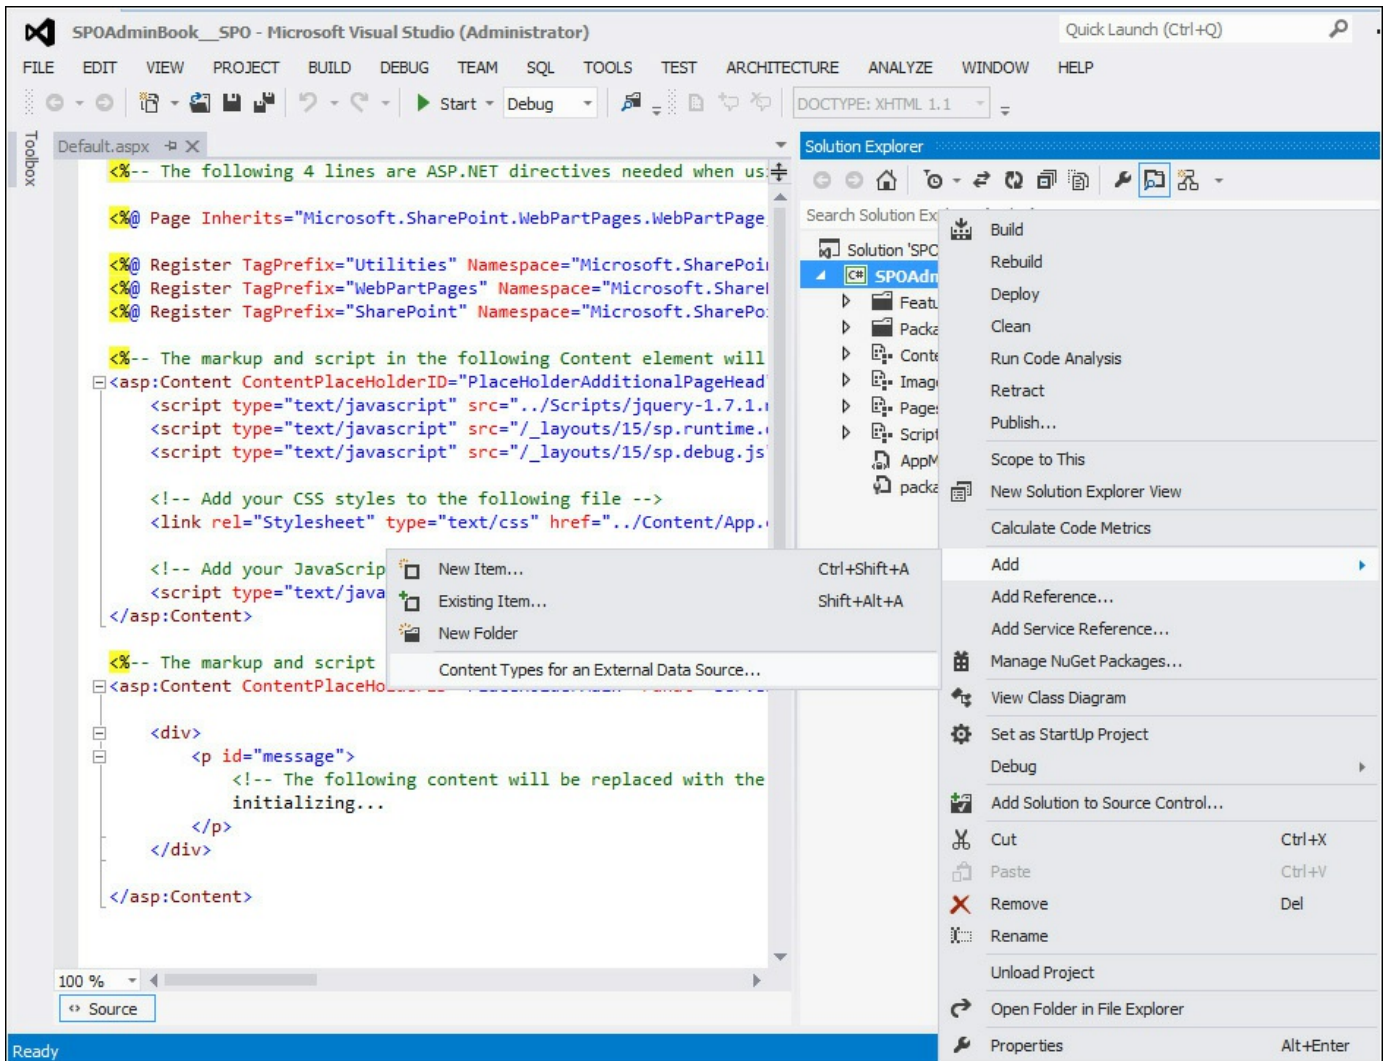 SPOAdminBook__SPO - Microsoft Visual Studio (Administrator)
Quick Launch (Ctrl+Q)
FILE EDIT VIEW PROJECT BUILD DEBUG TEAM SQL TOOLS TEST ARCHITECTURE ANALYZE WINDOW HELP
Start Debug DOCTYPE: XHTML 1.1
Toolbox
Default.aspx
<%-- The following 4 lines are ASP.NET directives needed when us
<%@ Page Inherits="Microsoft.SharePoint.WebPartPages.WebPartPage
<%@ Register TagPrefix="Utilities" Namespace="Microsoft.SharePoi
<%@ Register TagPrefix="WebPartPages" Namespace="Microsoft.Share
<%@ Register TagPrefix="SharePoint" Namespace="Microsoft.SharePo
<%-- The markup and script in the following Content element will
<asp:Content ContentPlaceHolderID="PlaceHolderAdditionalPageHead
<script type="text/javascript" src="../Scripts/jquery-1.7.1.
<script type="text/javascript" src="/_layouts/15/sp.runtime.
<script type="text/javascript" src="/_layouts/15/sp.debug.js
<!-- Add your CSS styles to the following file -->
<link rel="Stylesheet" type="text/css" href="../Content/App.
<!-- Add your JavaScrip
<script type="text/java
</asp:Content>
<%-- The markup and script
<asp:Content ContentPlaceHo
<div>
<p id="message">
<!-- The following content will be replaced with the
initializing...
</p>
</div>
</asp:Content>
100 %
Source
Ready
New Item... Ctrl+Shift+A
Existing Item... Shift+Alt+A
New Folder
Content Types for an External Data Source...
Solution Explorer
Search Solution Ex
Solution 'SPO
C# SPOAdm
Featu
Packa
Conte
Imag
Pages
Script
AppM
packa
Build
Rebuild
Deploy
Clean
Run Code Analysis
Retract
Publish...
Scope to This
New Solution Explorer View
Calculate Code Metrics
Add
Add Reference...
Add Service Reference...
Manage NuGet Packages...
View Class Diagram
Set as StartUp Project
Debug
Add Solution to Source Control...
Cut Ctrl+X
Paste Ctrl+V
Remove Del
Rename
Unload Project
Open Folder in File Explorer
Properties Alt+Enter